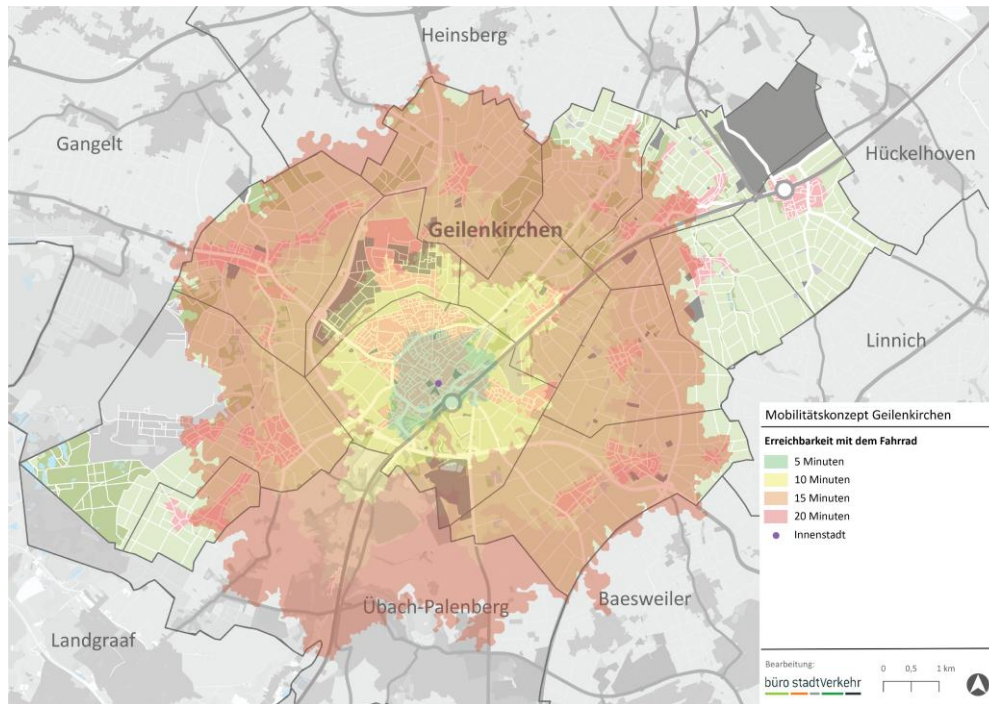 Heinsberg
Gangelt
Hückelhoven
Geilenkirchen
Linnich
Übach-Palenberg
Baesweiler
Landgraaf
Mobilitätskonzept Geilenkirchen
Erreichbarkeit mit dem Fahrrad
5 Minuten
10 Minuten
15 Minuten
20 Minuten
Innenstadt
Bearbeitung:
büro stadtVerkehr
0 0,5 1 km